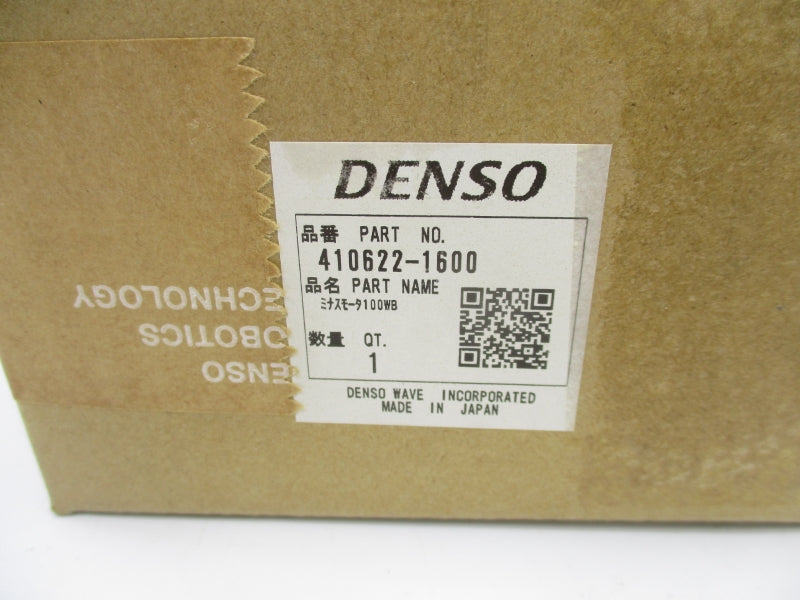 DENSO
品番 PART NO.
410622-1600
品名 PART NAME
ミナスモータ100WB
数量 QT.
1
DENSO WAVE INCORPORATED
MADE IN JAPAN
ENSO
OBOTICS
ECHNOLOGY